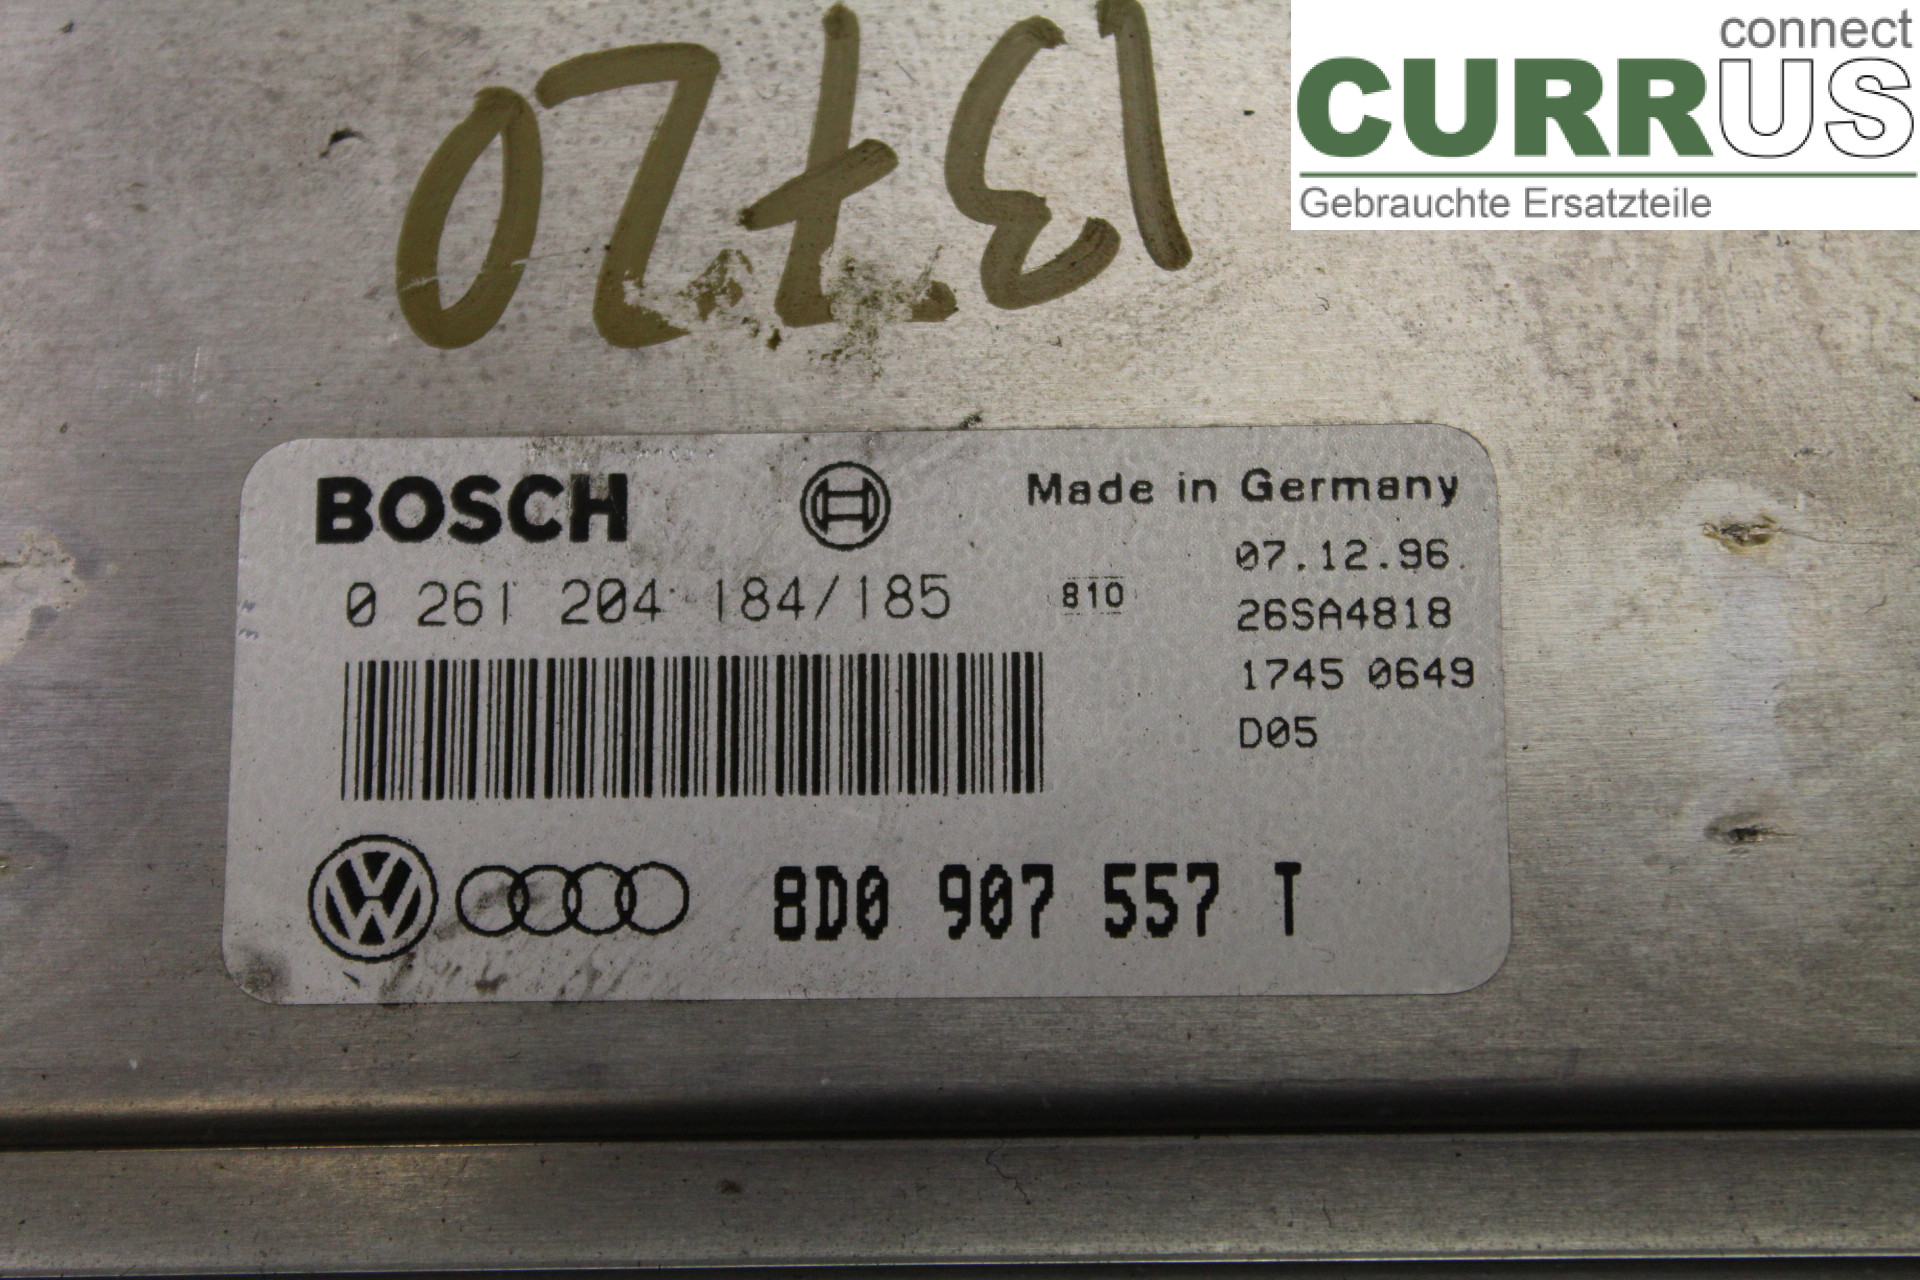 connect
CURRUS
Gebrauchte Ersatzteile
BOSCH
Made in Germany
07.12.96
0 261 204 184/185
810
26SA4818
1745 0649
D05
8D0 907 557 T